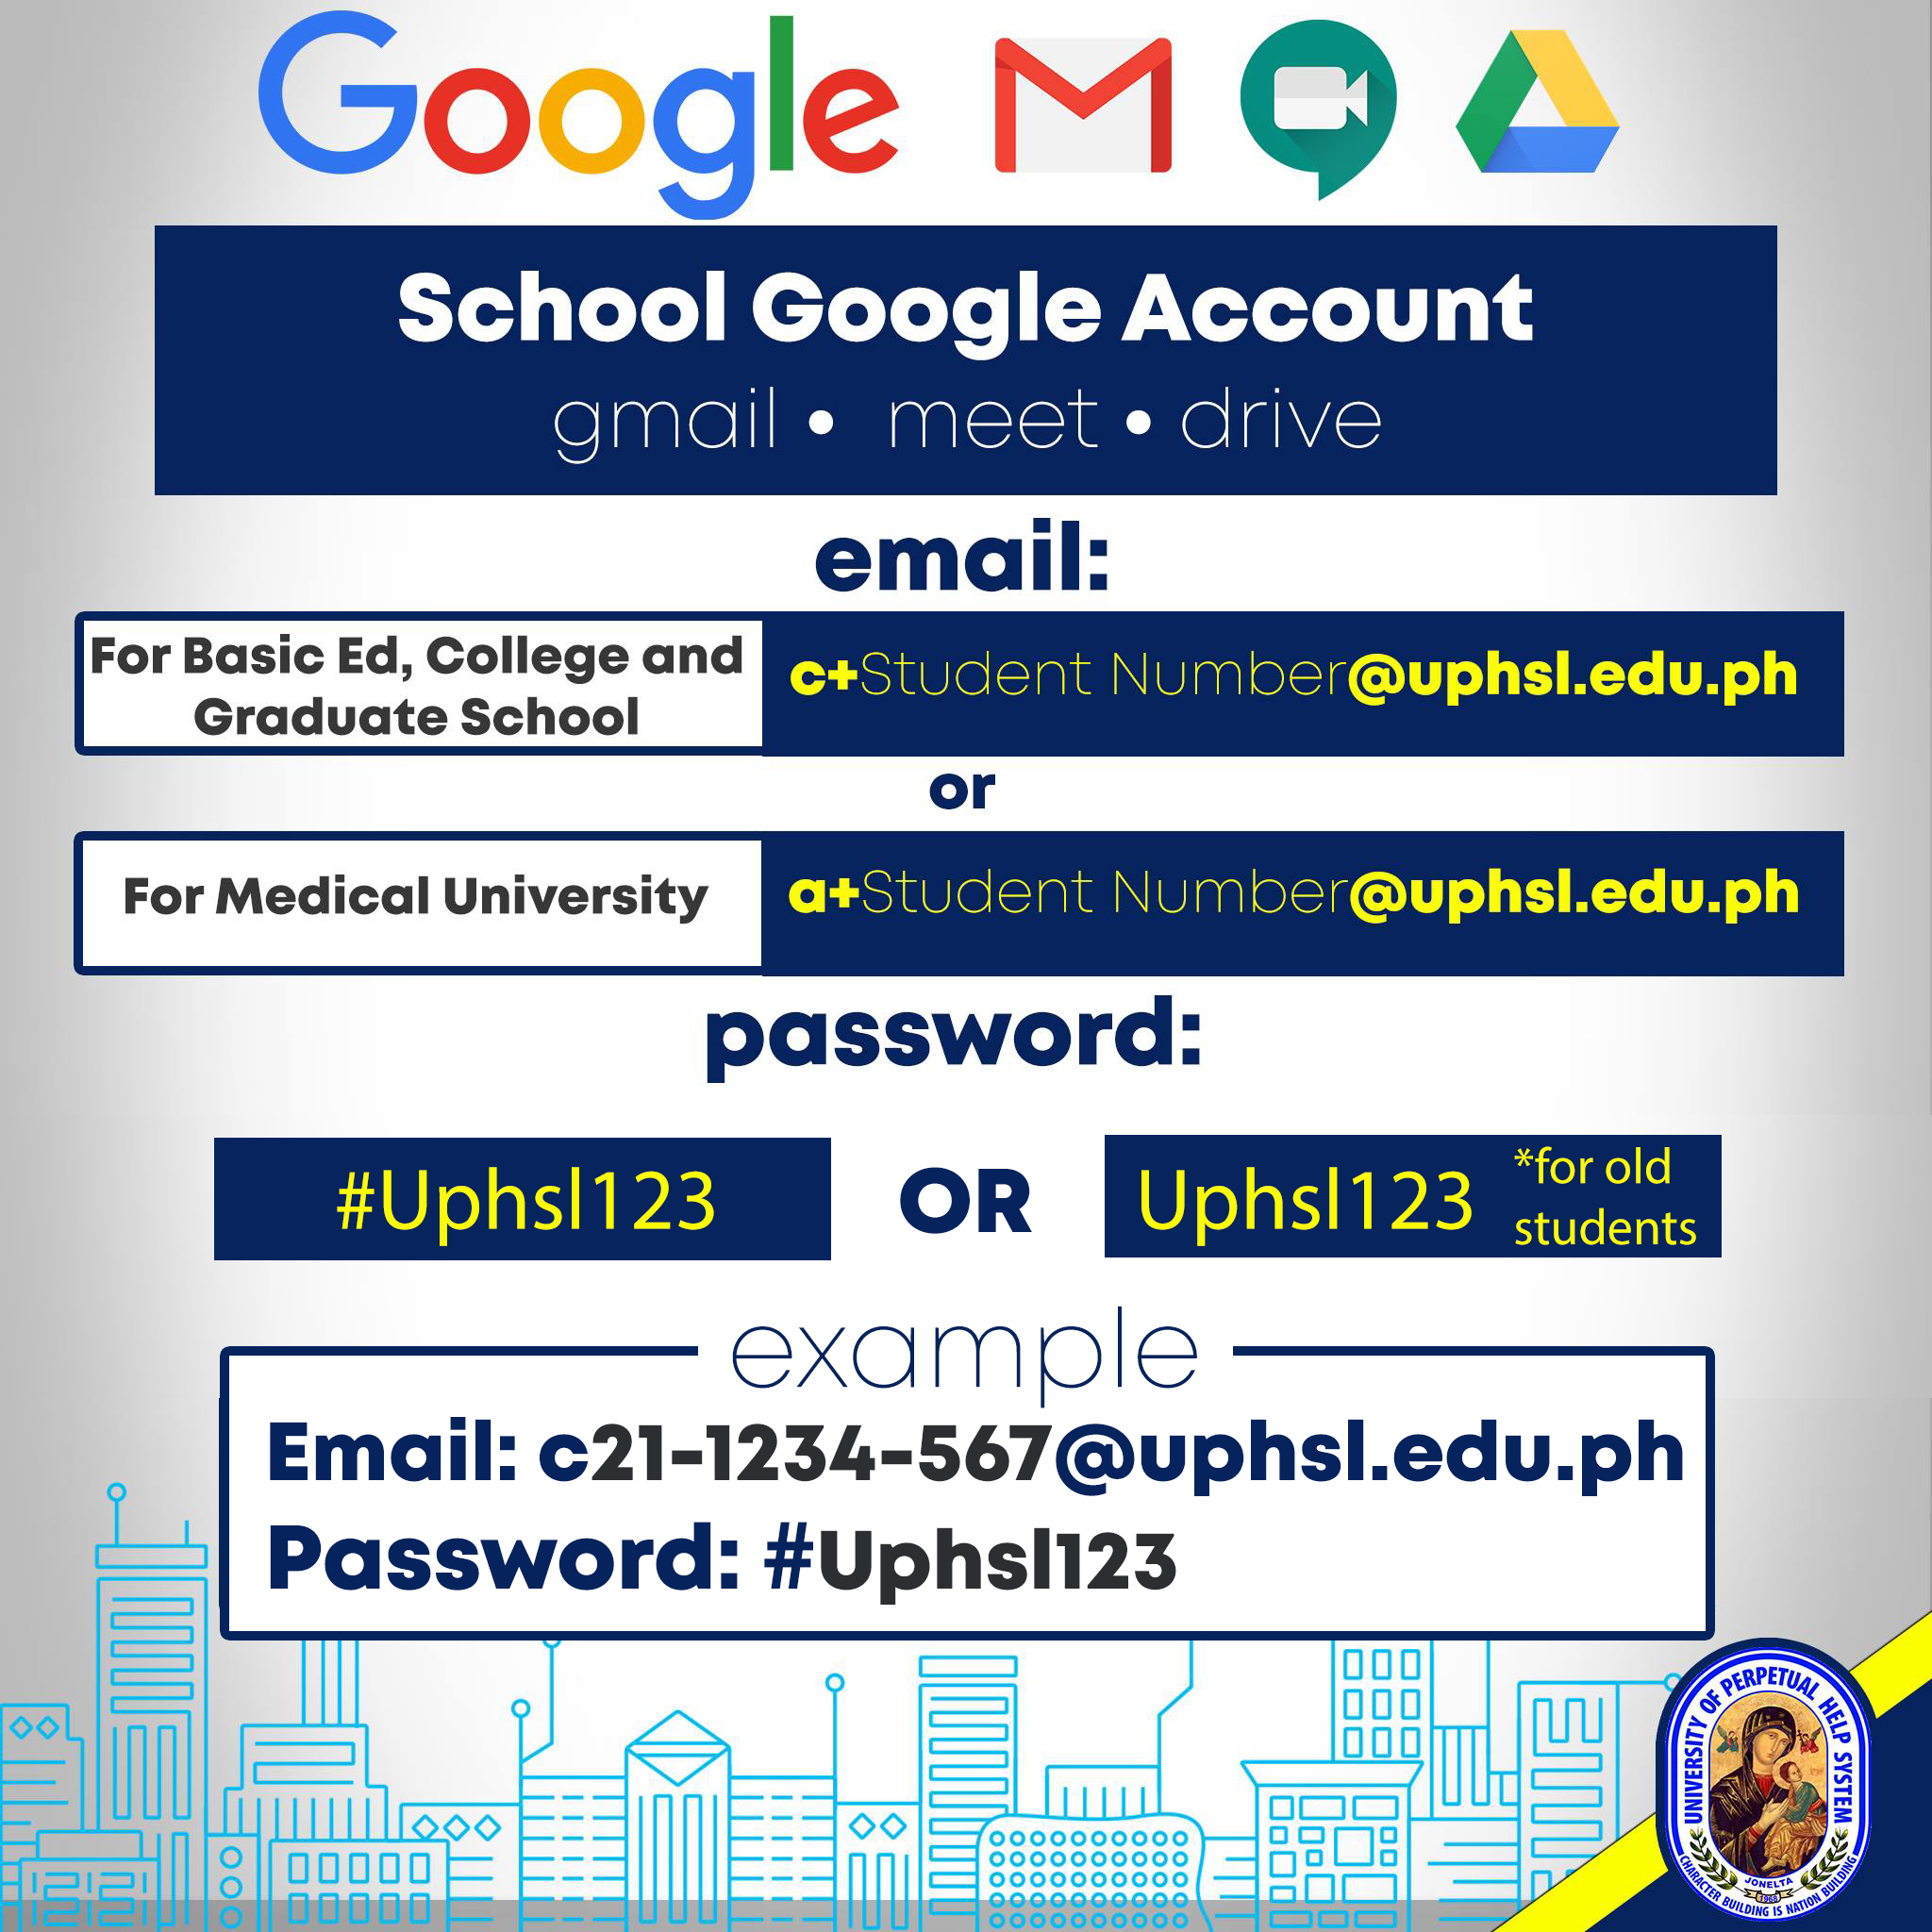 Google
School Google Account
gmail • meet • drive
email:
For Basic Ed, College and
Graduate School
c+Student Number@uphsl.edu.ph
or
For Medical University
a+Student Number@uphsl.edu.ph
password:
#Uphsl123
OR
Uphsl123
*for old
students
example
Email: c21-1234-567@uphsl.edu.ph
Password: #Uphsl123
UNIVERSITY OF PERPETUAL HELP SYSTEM
JONELTA
1968
CHARACTER BUILDING IS NATION BUILDING